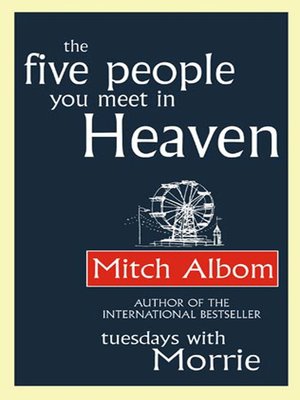 the
five people
you meet in
Heaven
Mitch Albom
AUTHOR OF THE
INTERNATIONAL BESTSELLER
tuesdays with
Morrie